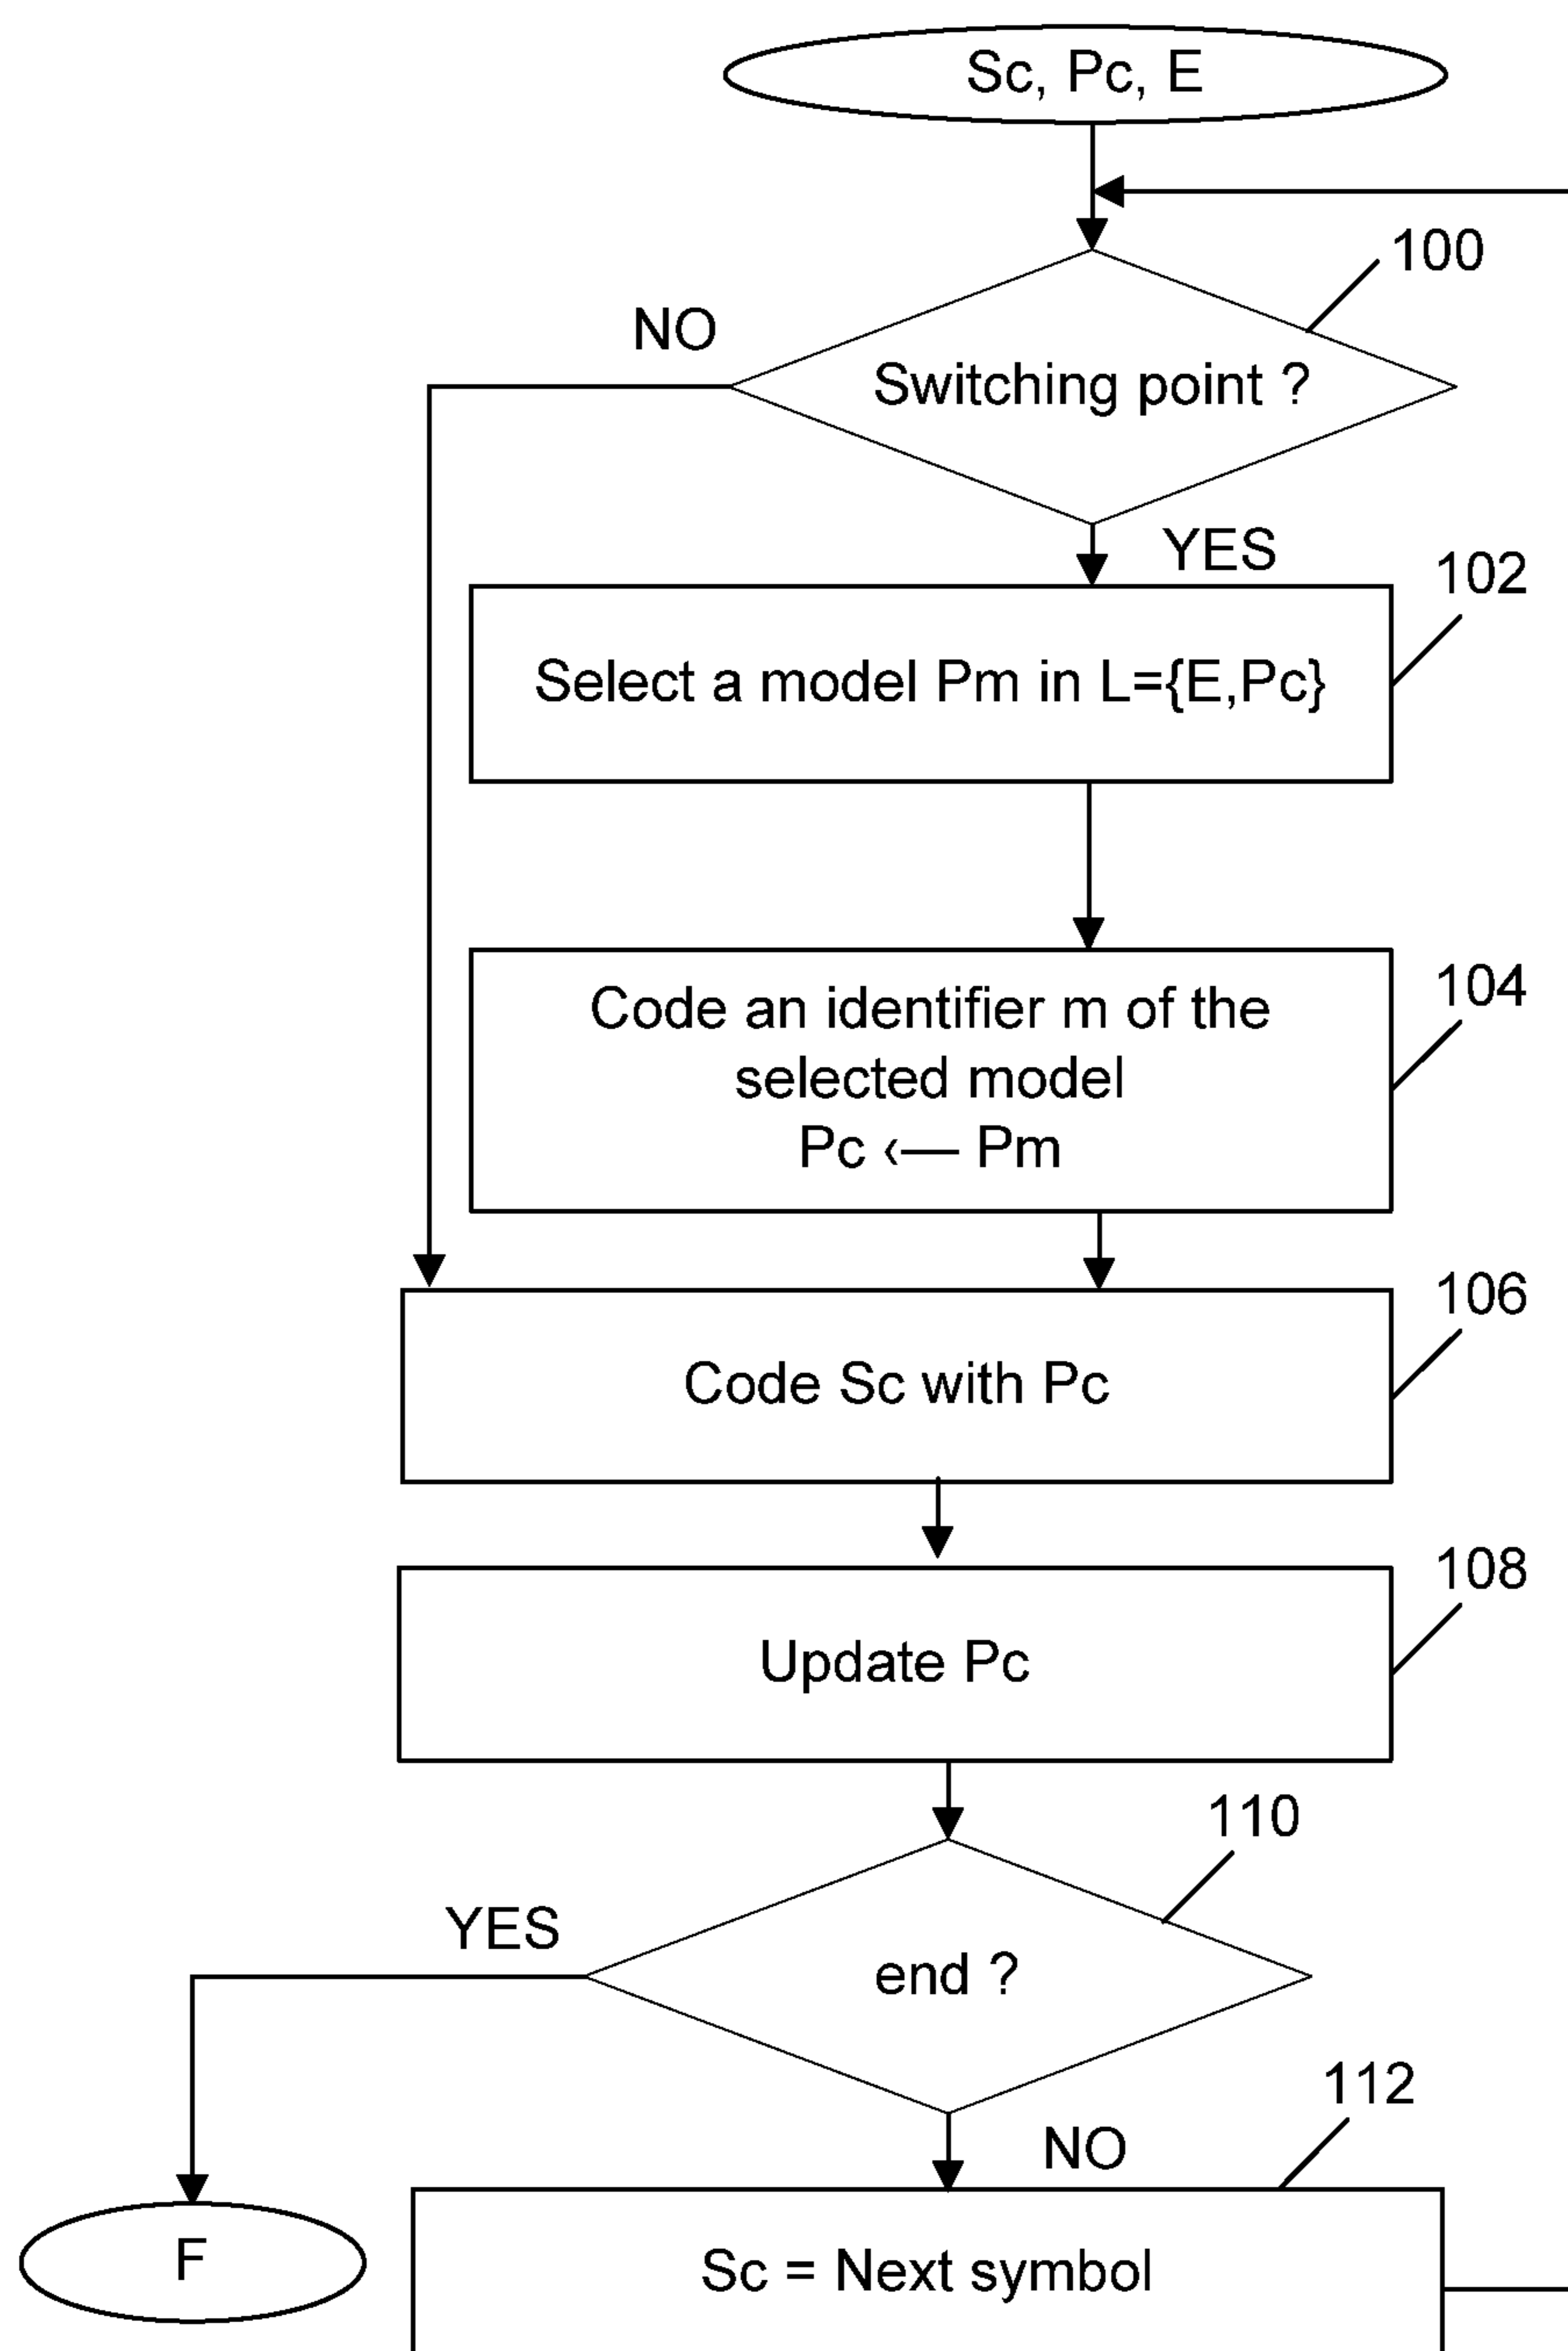 Sc, Pc, E
100
NO
Switching point ?
YES
102
Select a model Pm in L={E,Pc}
104
Code an identifier m of the
selected model
Pc ‹— Pm
106
Code Sc with Pc
108
Update Pc
110
YES
end ?
112
NO
F
Sc = Next symbol